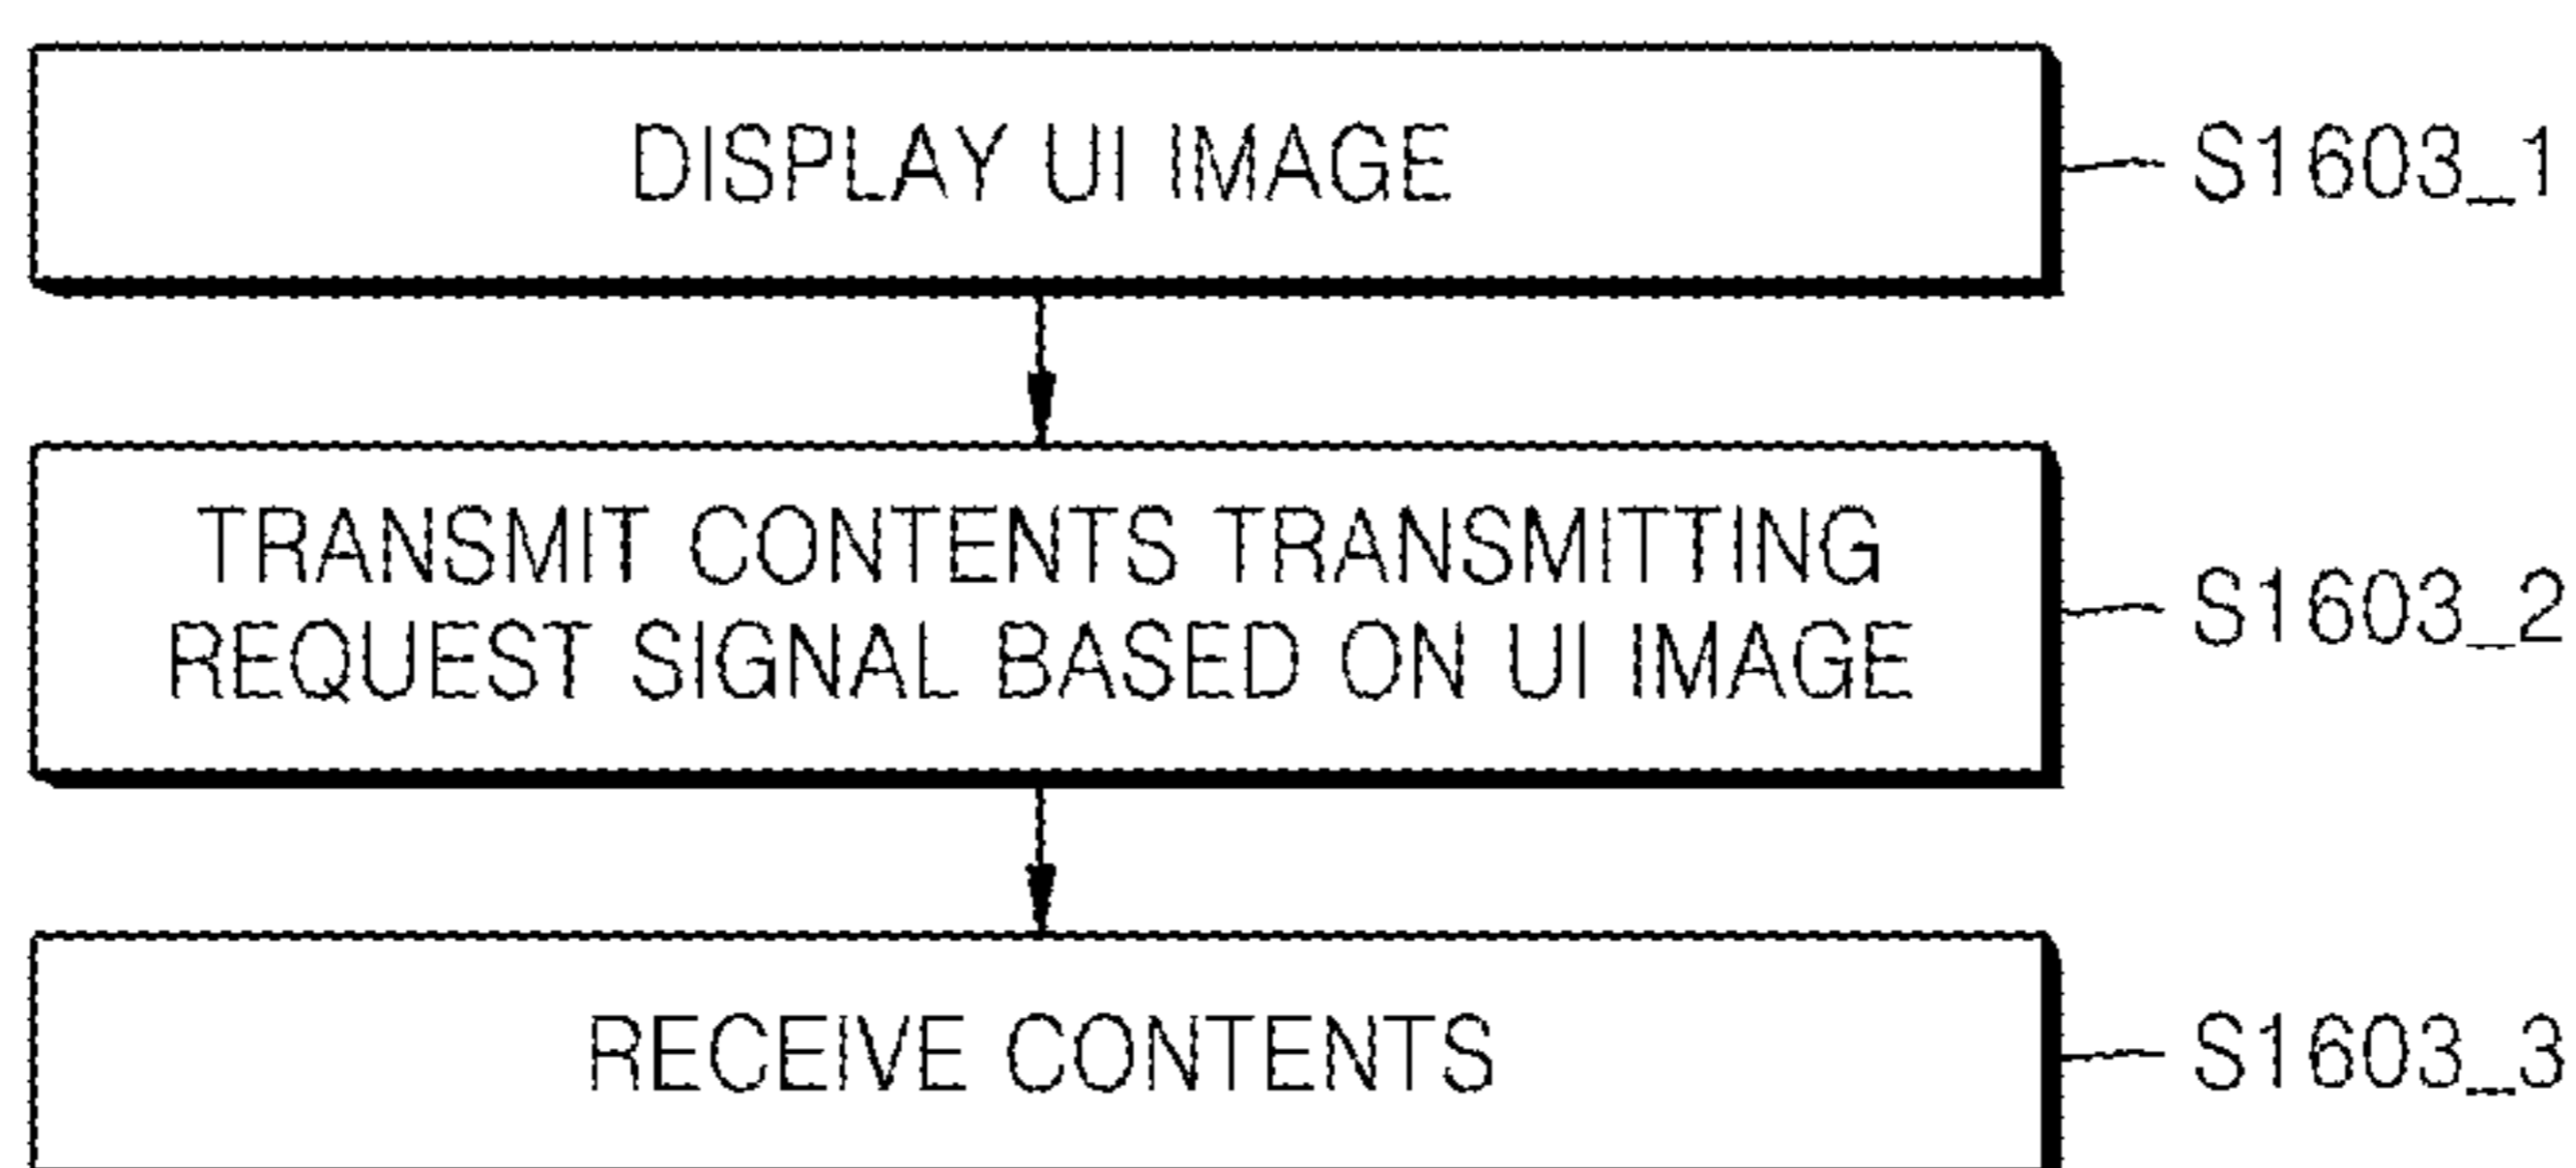 DISPLAY UI IMAGE
S1603_1
TRANSMIT CONTENTS TRANSMITTING
REQUEST SIGNAL BASED ON UI IMAGE
S1603_2
RECEIVE CONTENTS
S1603_3